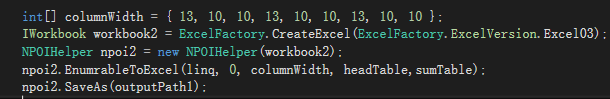 int[] columnWidth = { 13, 10, 10, 13, 10, 10, 13, 10, 10 };
IWorkbook workbook2 = ExcelFactory.CreateExcel(ExcelFactory.ExcelVersion.Excel03);
NPOIHelper npoi2 = new NPOIHelper(workbook2);
npoi2.EnumrableToExcel(linq, 0, columnWidth, headTable,sumTable);
npoi2.SaveAs(outputPath1);